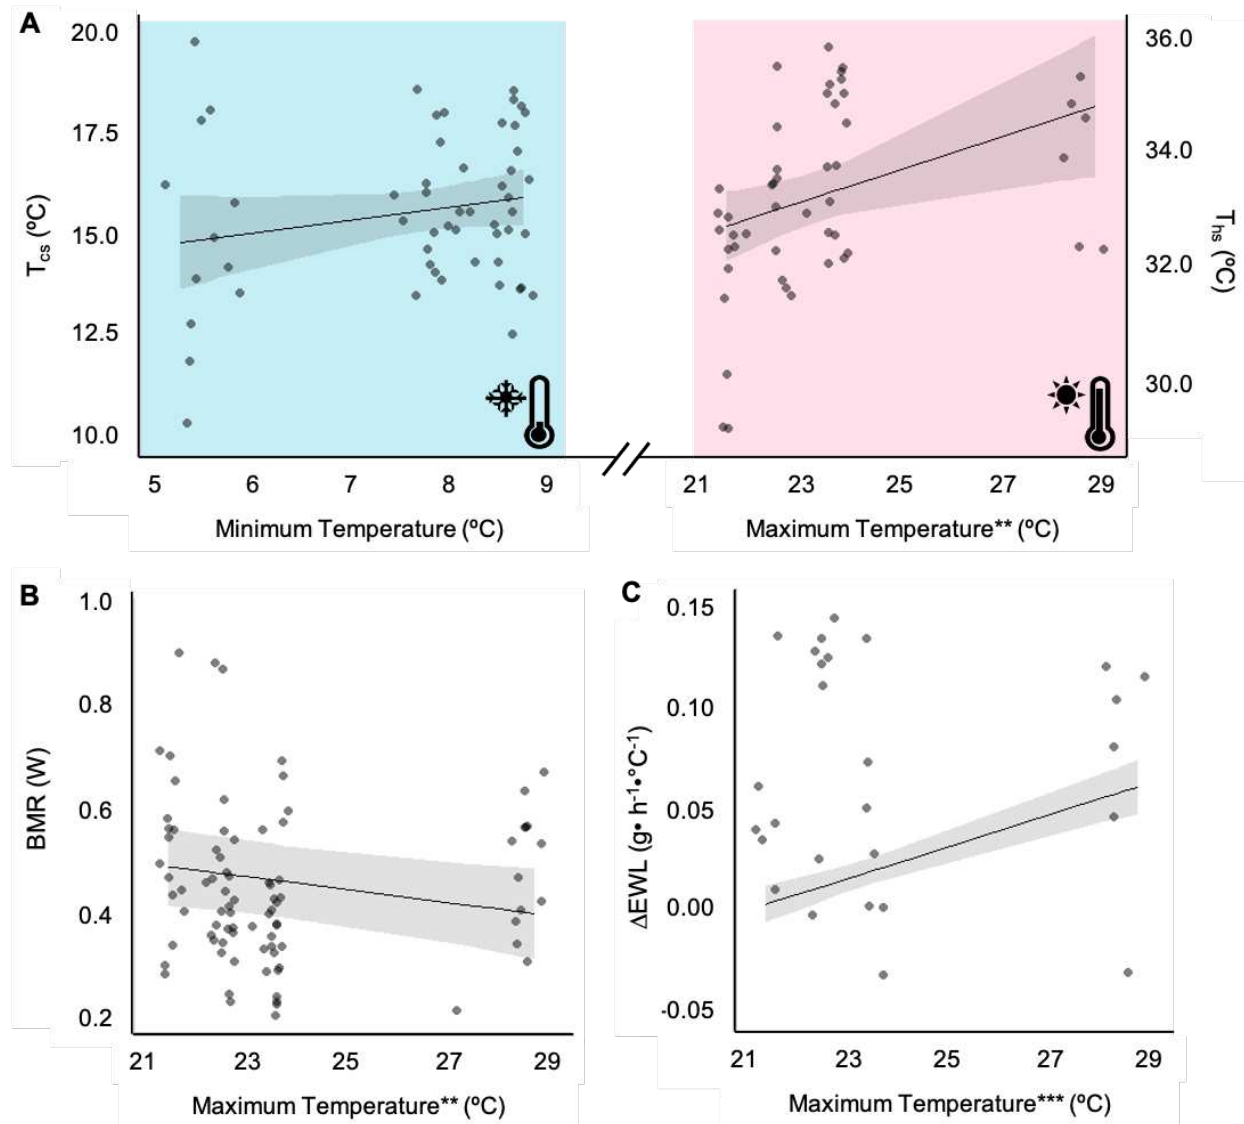 A
20.0
17.5
15.0
12.5
10.0
Tcs (ºC)
5 6 7 8 9
Minimum Temperature (ºC)
36.0
34.0
32.0
30.0
Ths (ºC)
21 23 25 27 29
Maximum Temperature** (ºC)
B
1.0
0.8
0.6
0.4
0.2
BMR (W)
21 23 25 27 29
Maximum Temperature** (ºC)
C
0.15
0.10
0.05
0.00
-0.05
ΔEWL (g• h-1•°C-1)
21 23 25 27 29
Maximum Temperature*** (ºC)